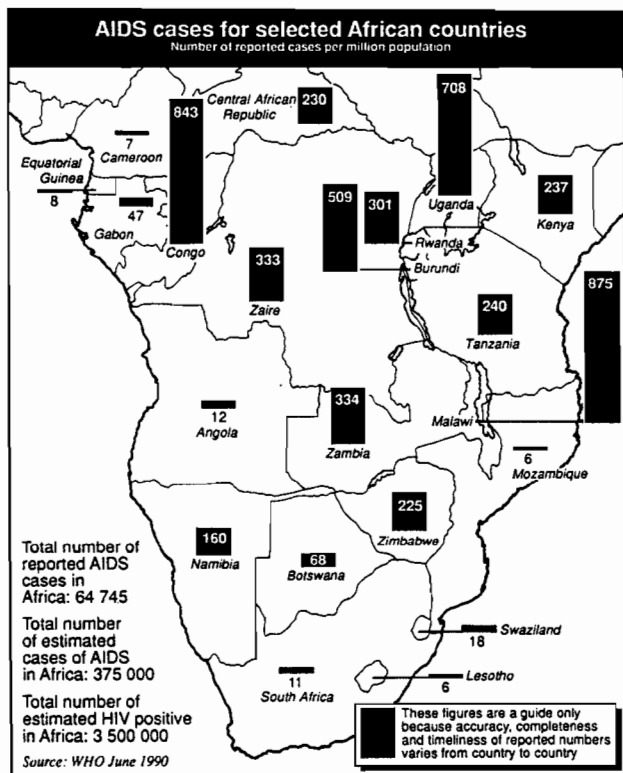 AIDS cases for selected African countries
Number of reported cases per million population
843
Central African
Republic
230
708
7
Cameroon
Equatorial
Guinea
8
47
Gabon
Congo
509
301
Uganda
237
Kenya
Rwanda
Burundi
333
Zaire
875
240
Tanzania
12
Angola
334
Zambia
Malawi
6
Mozambique
225
Zimbabwe
160
Namibia
68
Botswana
Total number of
reported AIDS
cases in
Africa: 64 745
Total number
of estimated
cases of AIDS
in Africa: 375 000
Total number of
estimated HIV positive
in Africa: 3 500 000
Source: WHO June 1990
18
Swaziland
11
South Africa
6
Lesotho
These figures are a guide only
because accuracy, completeness
and timeliness of reported numbers
varies from country to country